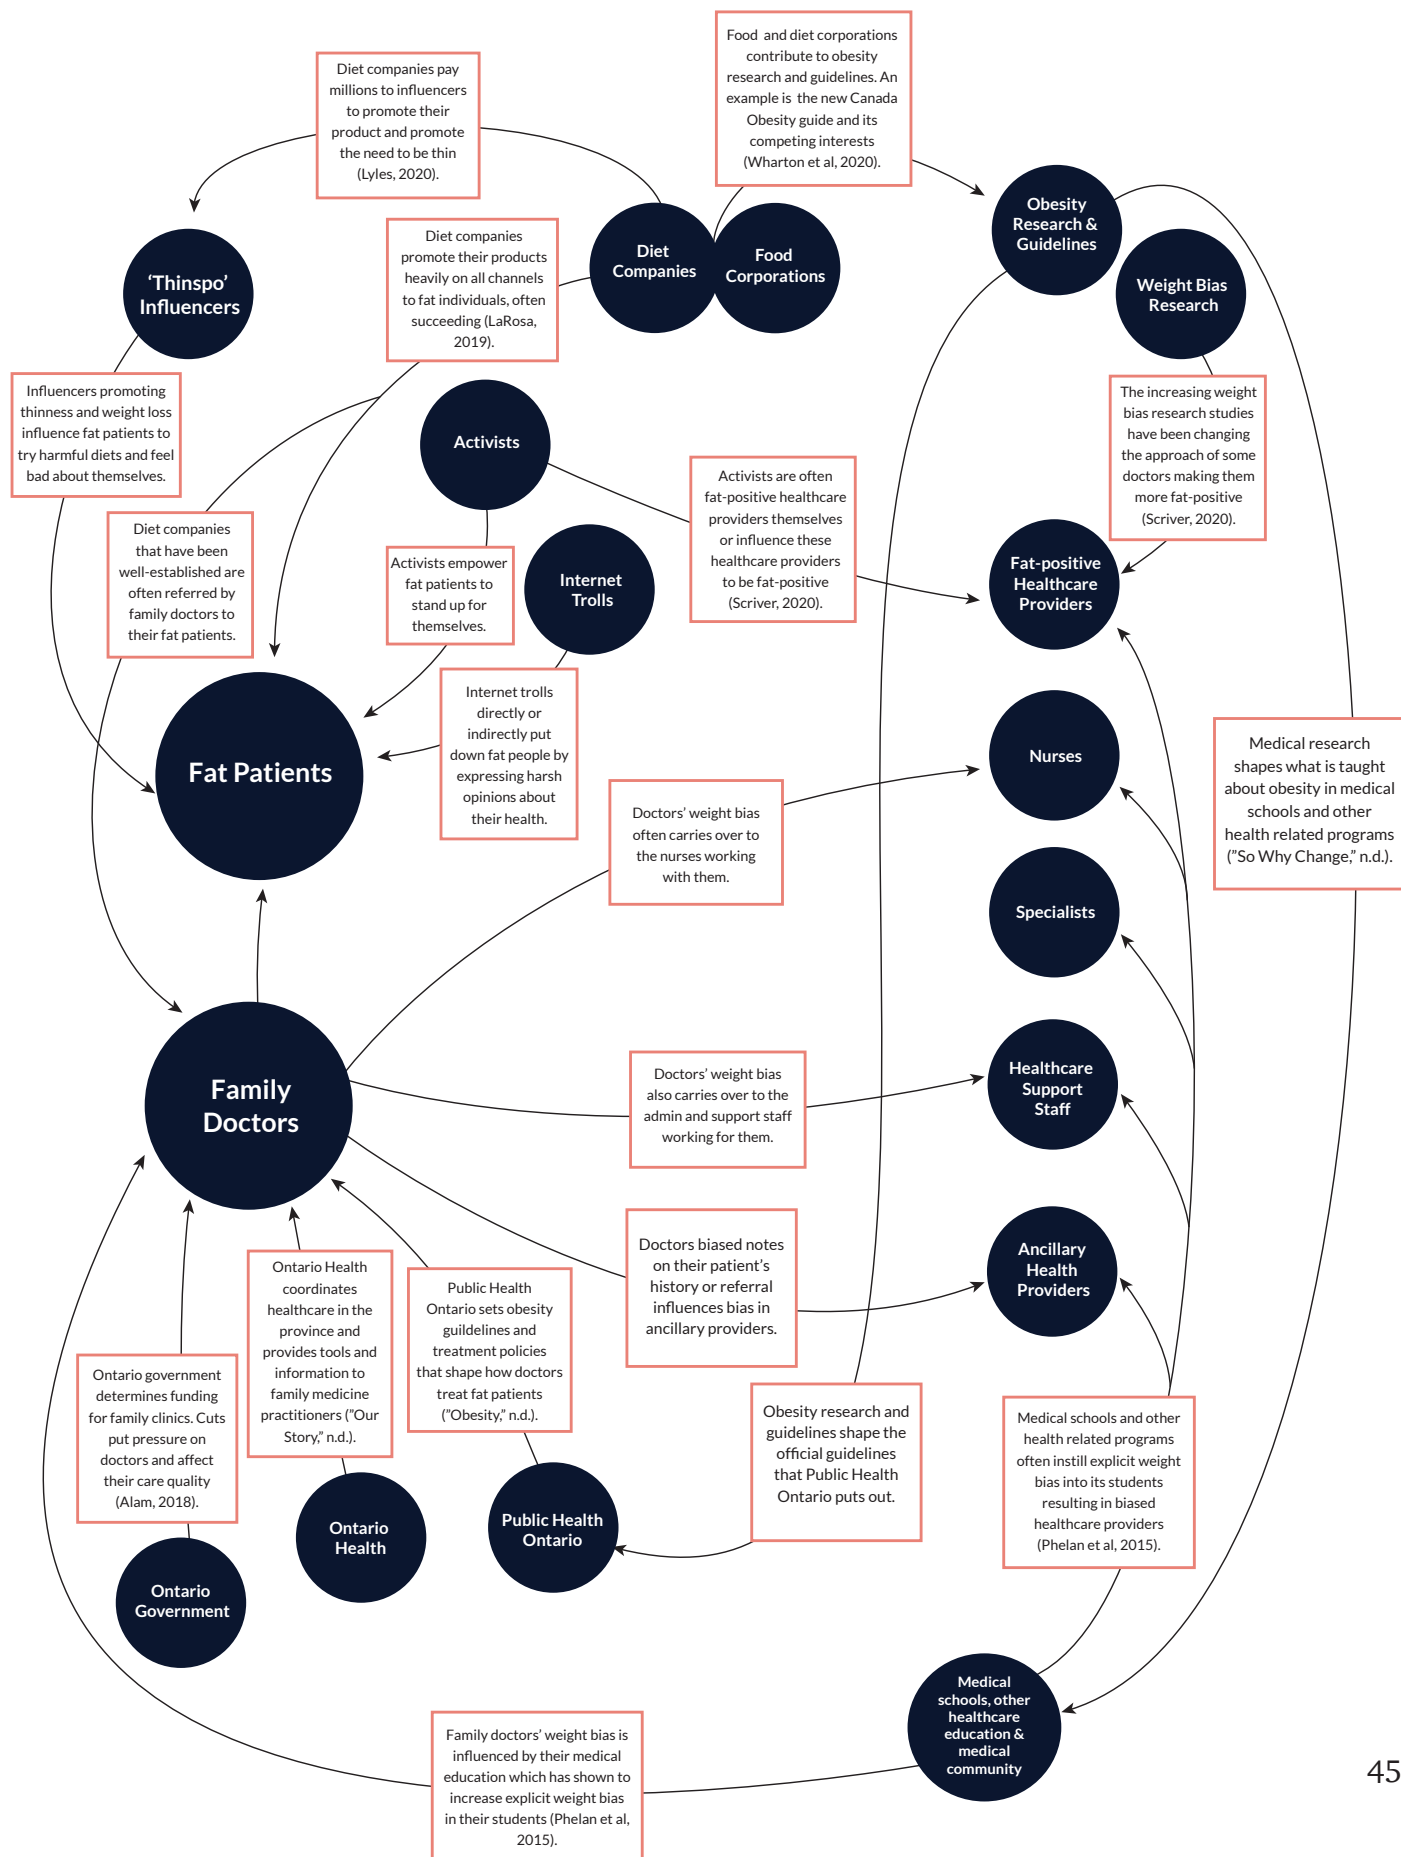 Food  and diet corporations
contribute to obesity
research and guidelines. An
example is  the new Canada
Obesity guide and its
competing interests
(Wharton et al, 2020).
Diet companies pay
millions to influencers
to promote their
product and promote
the need to be thin
(Lyles, 2020).
Obesity
Research &
Guidelines
Diet companies
promote their products
heavily on all channels
to fat individuals, often
succeeding (LaRosa,
2019).
Diet
Companies
Food
Corporations
'Thinspo'
Influencers
Weight Bias
Research
Influencers promoting
thinness and weight loss
influence fat patients to
try harmful diets and feel
bad about themselves.
Activists
The increasing weight
bias research studies
have been changing
the approach of some
doctors making them
more fat-positive
(Scriver, 2020).
Activists are often
fat-positive healthcare
providers themselves
or influence these
healthcare providers
to be fat-positive
(Scriver, 2020).
Diet companies
that have been
well-established are
often referred by
family doctors to
their fat patients.
Activists empower
fat patients to
stand up for
themselves.
Internet
Trolls
Fat-positive
Healthcare
Providers
Internet trolls
directly or
indirectly put
down fat people by
expressing harsh
opinions about
their health.
Fat Patients
Nurses
Medical research
shapes what is taught
about obesity in medical
schools and other
health related programs
("So Why Change," n.d.).
Doctors' weight bias
often carries over to
the nurses working
with them.
Specialists
Family
Doctors
Doctors' weight bias
also carries over to the
admin and support staff
working for them.
Healthcare
Support
Staff
Doctors biased notes
on their patient's
history or referral
influences bias in
ancillary providers.
Ancillary
Health
Providers
Ontario Health
coordinates
healthcare in the
province and
provides tools and
information to
family medicine
practitioners ("Our
Story," n.d.).
Public Health
Ontario sets obesity
guildelines and
treatment policies
that shape how doctors
treat fat patients
("Obesity," n.d.).
Ontario government
determines funding
for family clinics. Cuts
put pressure on
doctors and affect
their care quality
(Alam, 2018).
Obesity research and
guidelines shape the
official guidelines
that Public Health
Ontario puts out.
Medical schools and other
health related programs
often instill explicit weight
bias into its students
resulting in biased
healthcare providers
(Phelan et al, 2015).
Ontario
Health
Public Health
Ontario
Ontario
Government
Medical
schools, other
healthcare
education &
medical
community
Family doctors' weight bias is
influenced by their medical
education which has shown to
increase explicit weight bias
in their students (Phelan et al,
2015).
45